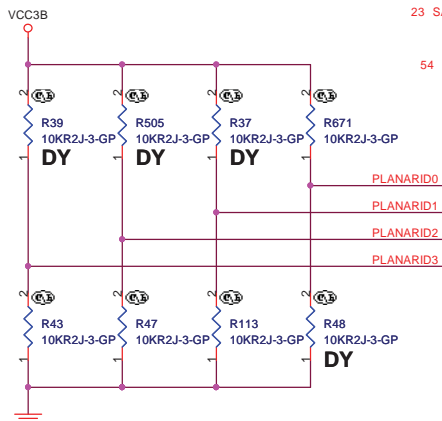 VCC3B
23 S
54
2 2 2 2
R39 R505 R37 R671
10KR2J-3-GP 10KR2J-3-GP 10KR2J-3-GP 10KR2J-3-GP
1 1 1 1
DY DY DY
PLANARID0
PLANARID1
PLANARID2
PLANARID3
2 2 2 2
R43 R47 R113 R48
10KR2J-3-GP 10KR2J-3-GP 10KR2J-3-GP 10KR2J-3-GP
1 1 1 1
DY